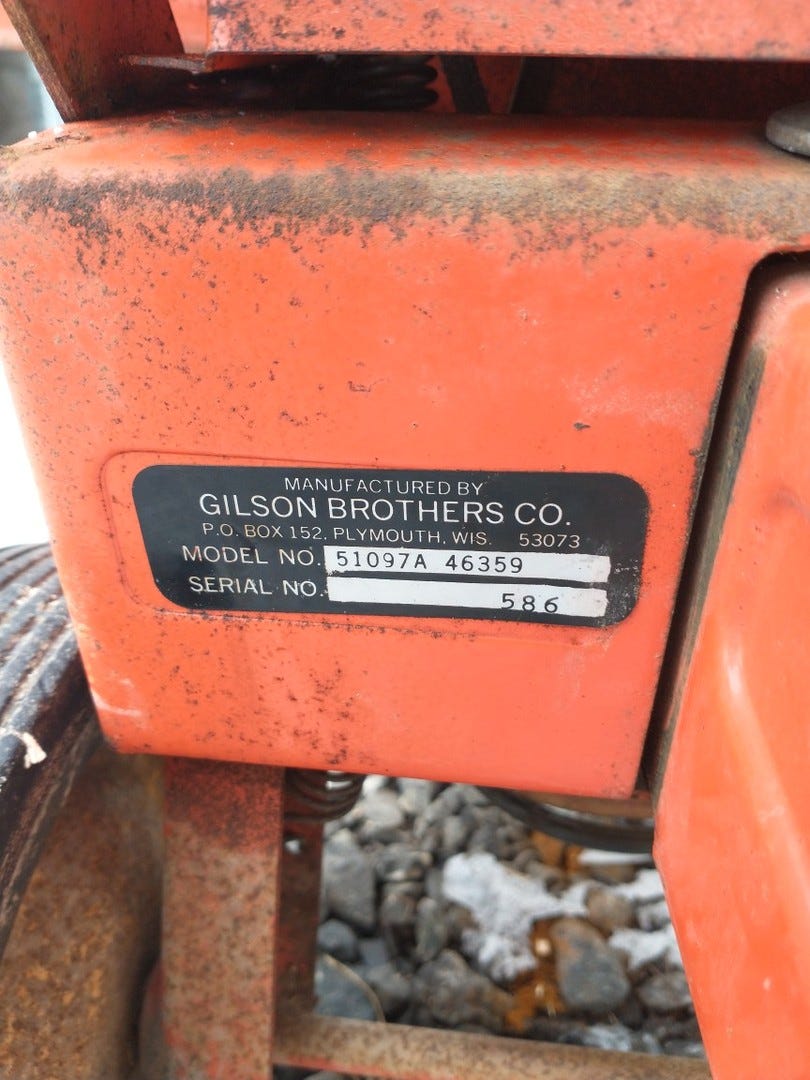 MANUFACTURED BY
GILSON BROTHERS CO.
P.O. BOX 152, PLYMOUTH, WIS. 53073
MODEL NO. 51097A 46359
SERIAL NO. 586